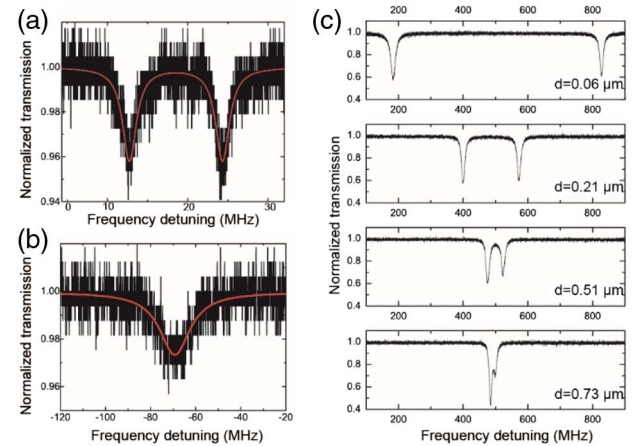 (a)
Normalized transmission
1.00
0.98
0.96
0.94
0 10 20 30
Frequency detuning (MHz)
(b)
Normalized transmission
1.00
0.98
0.96
-120 -100 -80 -60 -40 -20
Frequency detuning (MHz)
(c)
Normalized transmission
1.0
0.8
0.6
0.4
d=0.06 μm
200 400 600 800
1.0
0.8
0.6
0.4
d=0.21 μm
200 400 600 800
1.0
0.8
0.6
0.4
d=0.51 μm
200 400 600 800
1.0
0.8
0.6
0.4
d=0.73 μm
200 400 600 800
Frequency detuning (MHz)